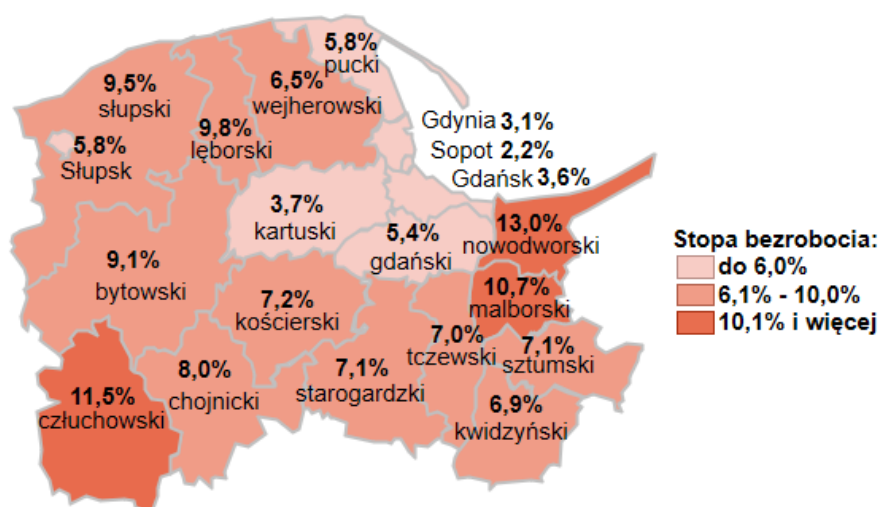 5,8%
pucki
9,5%
słupski
6,5%
wejherowski
Gdynia 3,1%
9,8%
lęborski
5,8%
Słupsk
Sopot 2,2%
Gdańsk 3,6%
3,7%
kartuski
5,4%
gdański
13,0%
nowodworski
Stopa bezrobocia:
do 6,0%
6,1% - 10,0%
10,1% i więcej
9,1%
bytowski
10,7%
malborski
7,2%
kościerski
7,0%
tczewski
7,1%
sztumski
11,5%
człuchowski
8,0%
chojnicki
7,1%
starogardzki
6,9%
kwidzyński